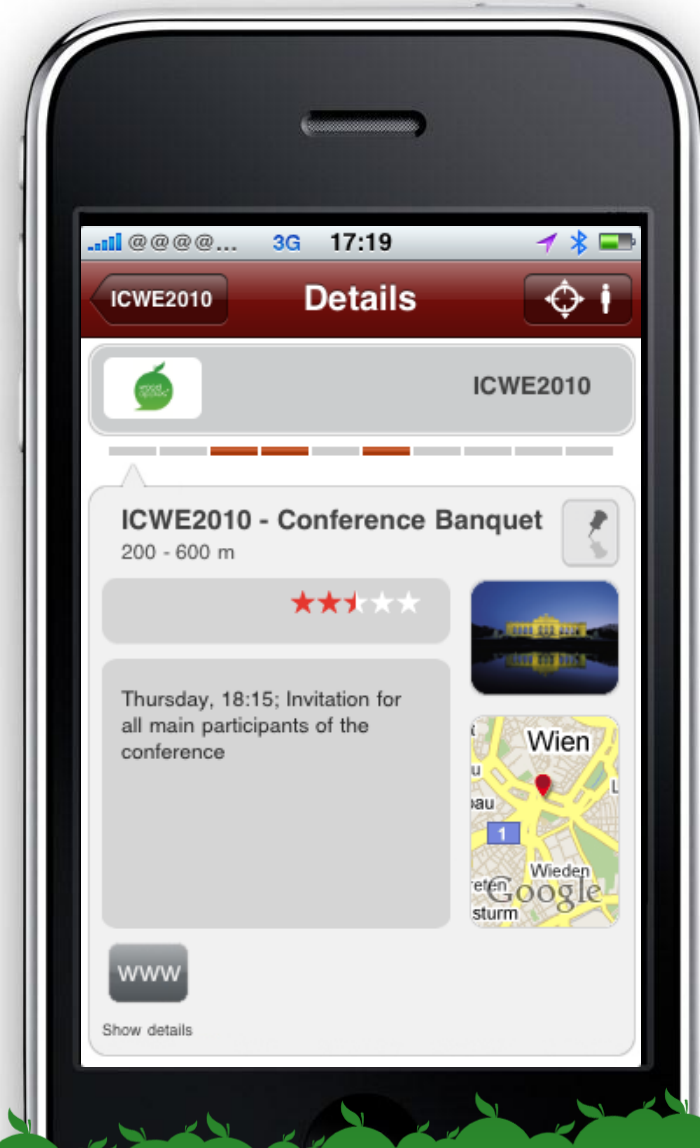 @@@@... 3G 17:19
ICWE2010 Details
ICWE2010
ICWE2010 - Conference Banquet
200 - 600 m
Thursday, 18:15; Invitation for
all main participants of the
conference
Wien
1
Wieden
Google
sturm
WWW
Show details